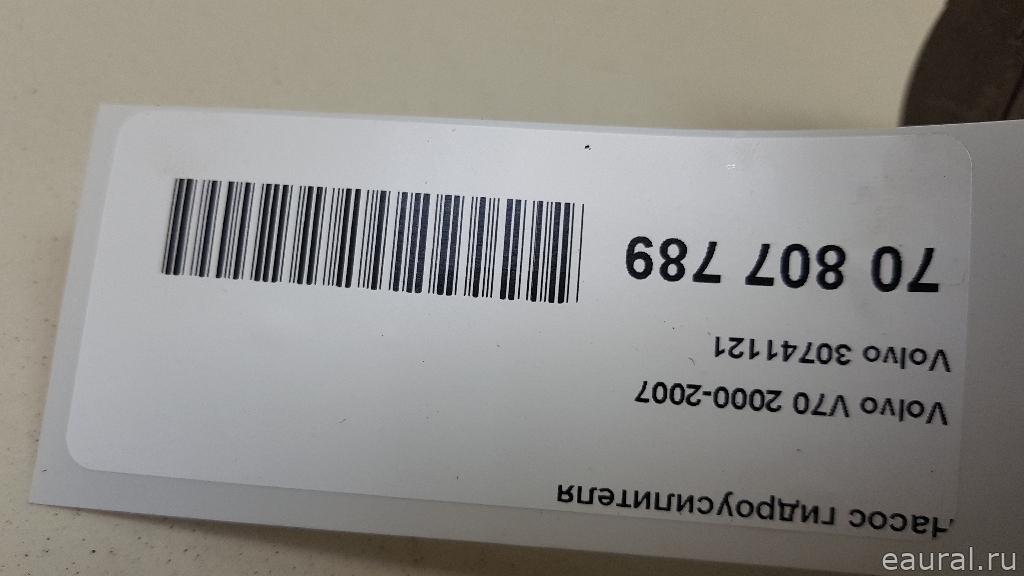 Насос гидроусилителя
Volvo V70 2000-2007
Volvo 30741121
70 807 789
eaural.ru